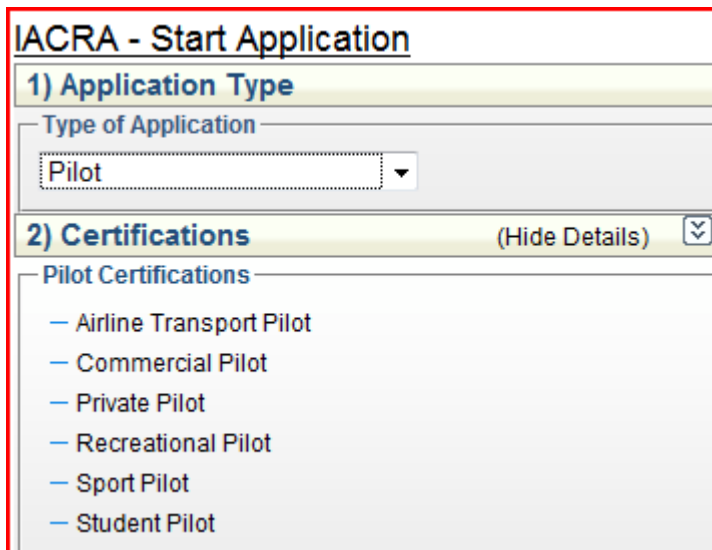 IACRA - Start Application
1) Application Type
Type of Application
Pilot
2) Certifications (Hide Details)
Pilot Certifications
Airline Transport Pilot
Commercial Pilot
Private Pilot
Recreational Pilot
Sport Pilot
Student Pilot